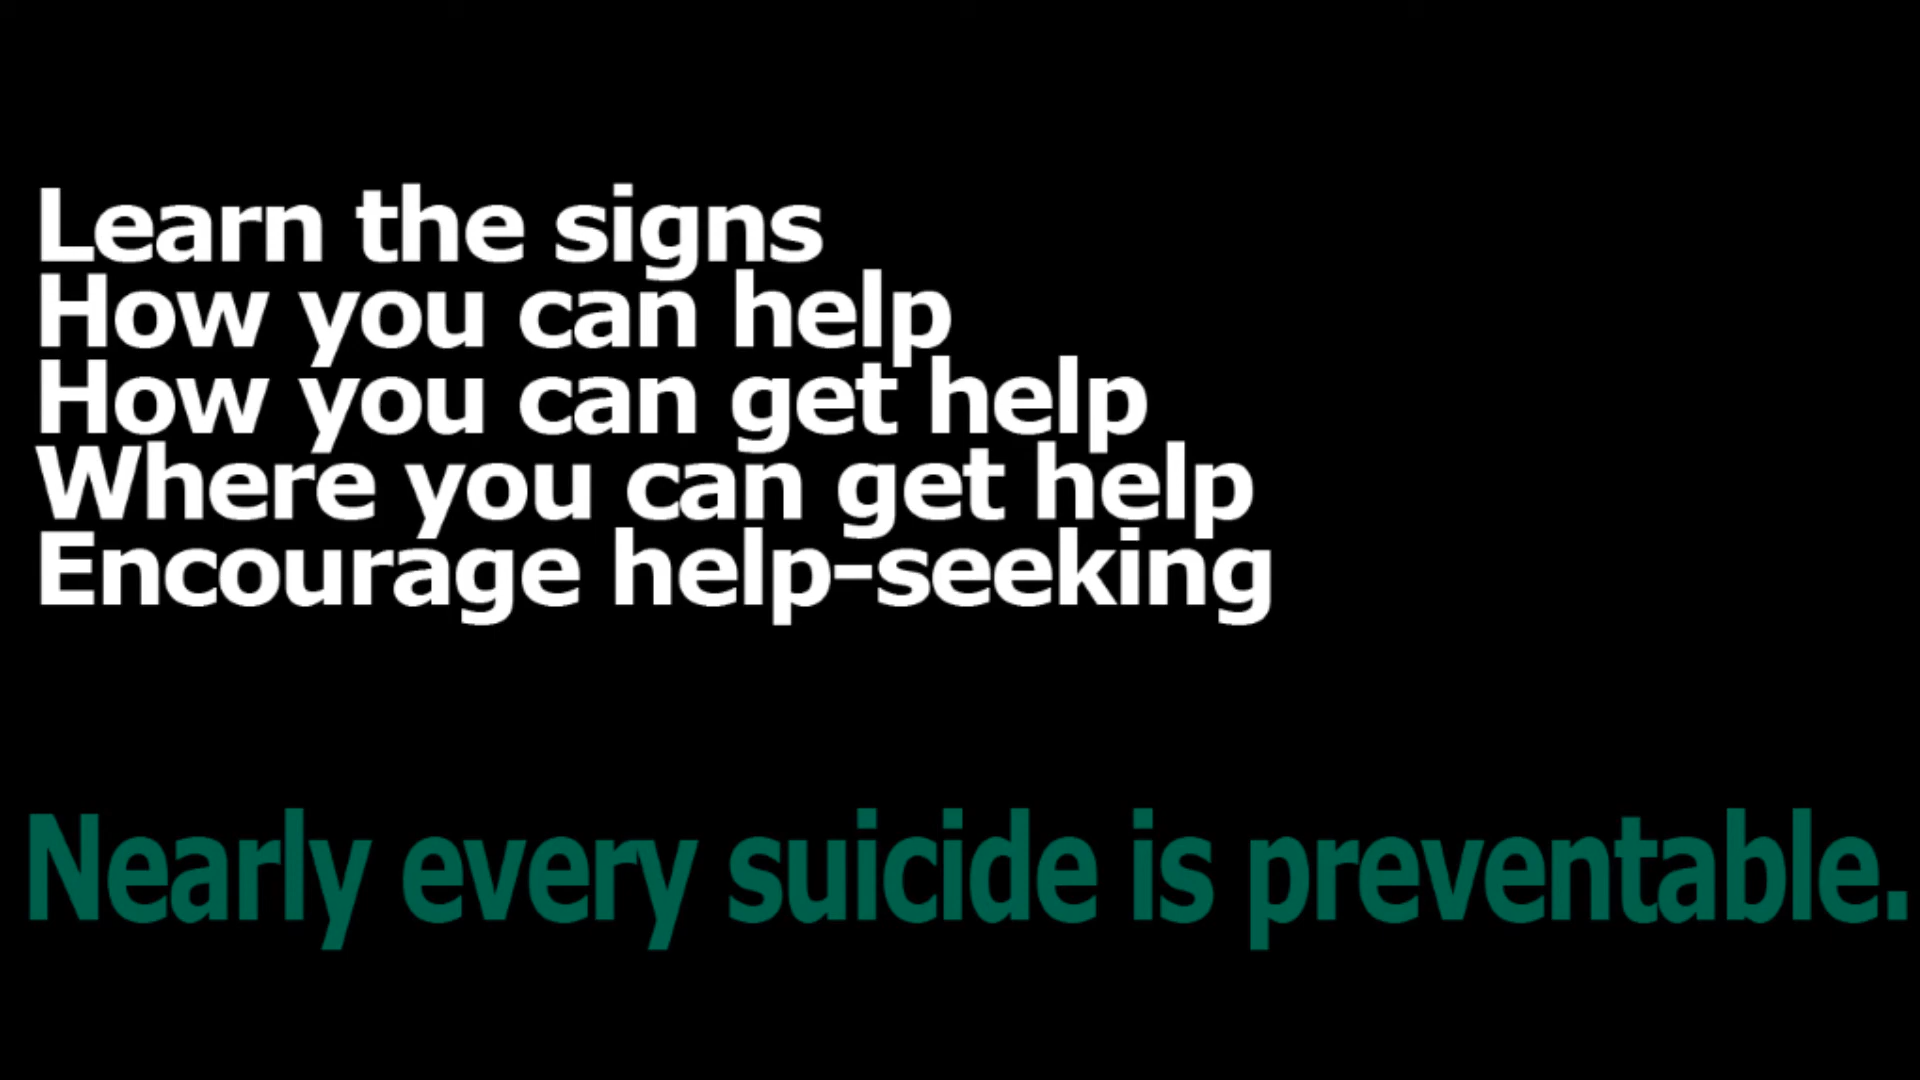 Learn the signs
How you can help
How you can get help
Where you can get help
Encourage help-seeking
Nearly every suicide is preventable.